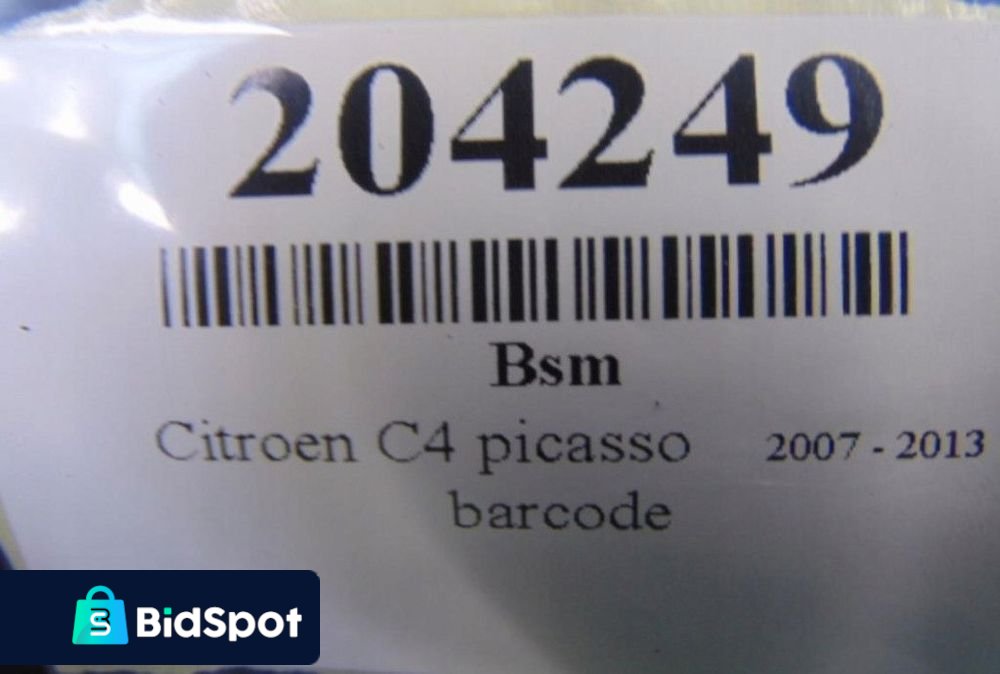 204249
Bsm
Citroen C4 picasso 2007 - 2013
barcode
BidSpot